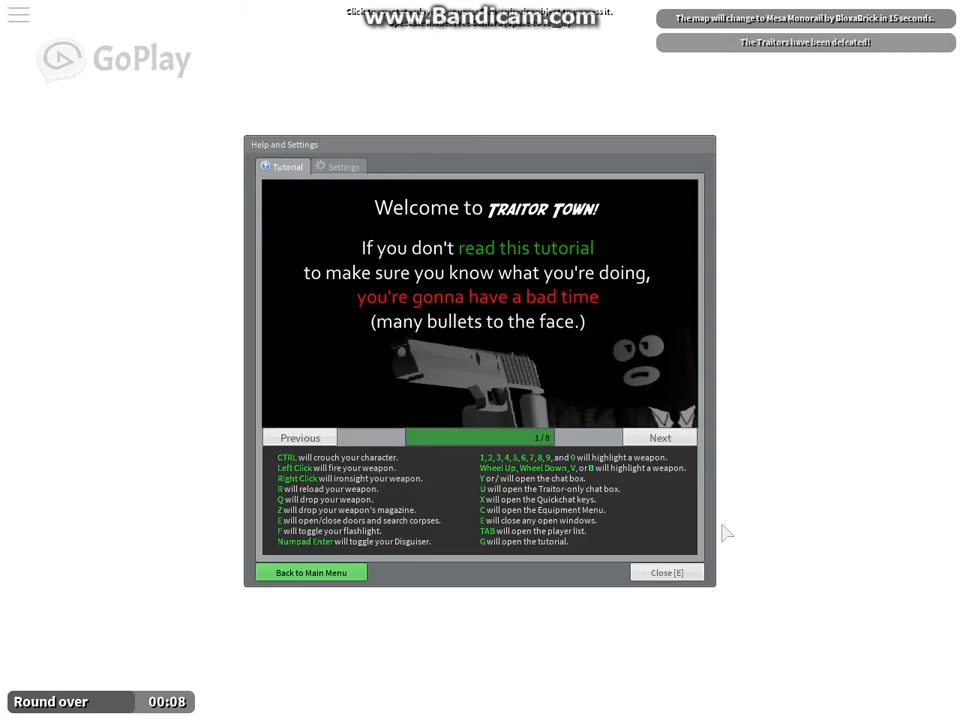 www.Bandicam.com
The map will change to Mesa Monorail by BloxaBrick in 15 seconds.
GoPlay
The Traitors have been defeated!
Help and Settings
Tutorial Settings
Welcome to TRAITOR TOWN!
If you don't read this tutorial
to make sure you know what you're doing,
you're gonna have a bad time
(many bullets to the face.)
Previous 1/8 Next
CTRL will crouch your character.
Left Click will fire your weapon.
Right Click will ironsight your weapon.
R will reload your weapon.
Q will drop your weapon.
Z will drop your weapon's magazine.
E will open/close doors and search corpses.
F will toggle your flashlight.
Numpad Enter will toggle your Disguiser.
1, 2, 3, 4, 5, 6, 7, 8, 9, and 0 will highlight a weapon.
Wheel Up, Wheel Down, V, or B will highlight a weapon.
Y or / will open the chat box.
U will open the Traitor-only chat box.
X will open the Quickchat keys.
C will open the Equipment Menu.
E will close any open windows.
TAB will open the player list.
G will open the tutorial.
Back to Main Menu Close [E]
Round over 00:08